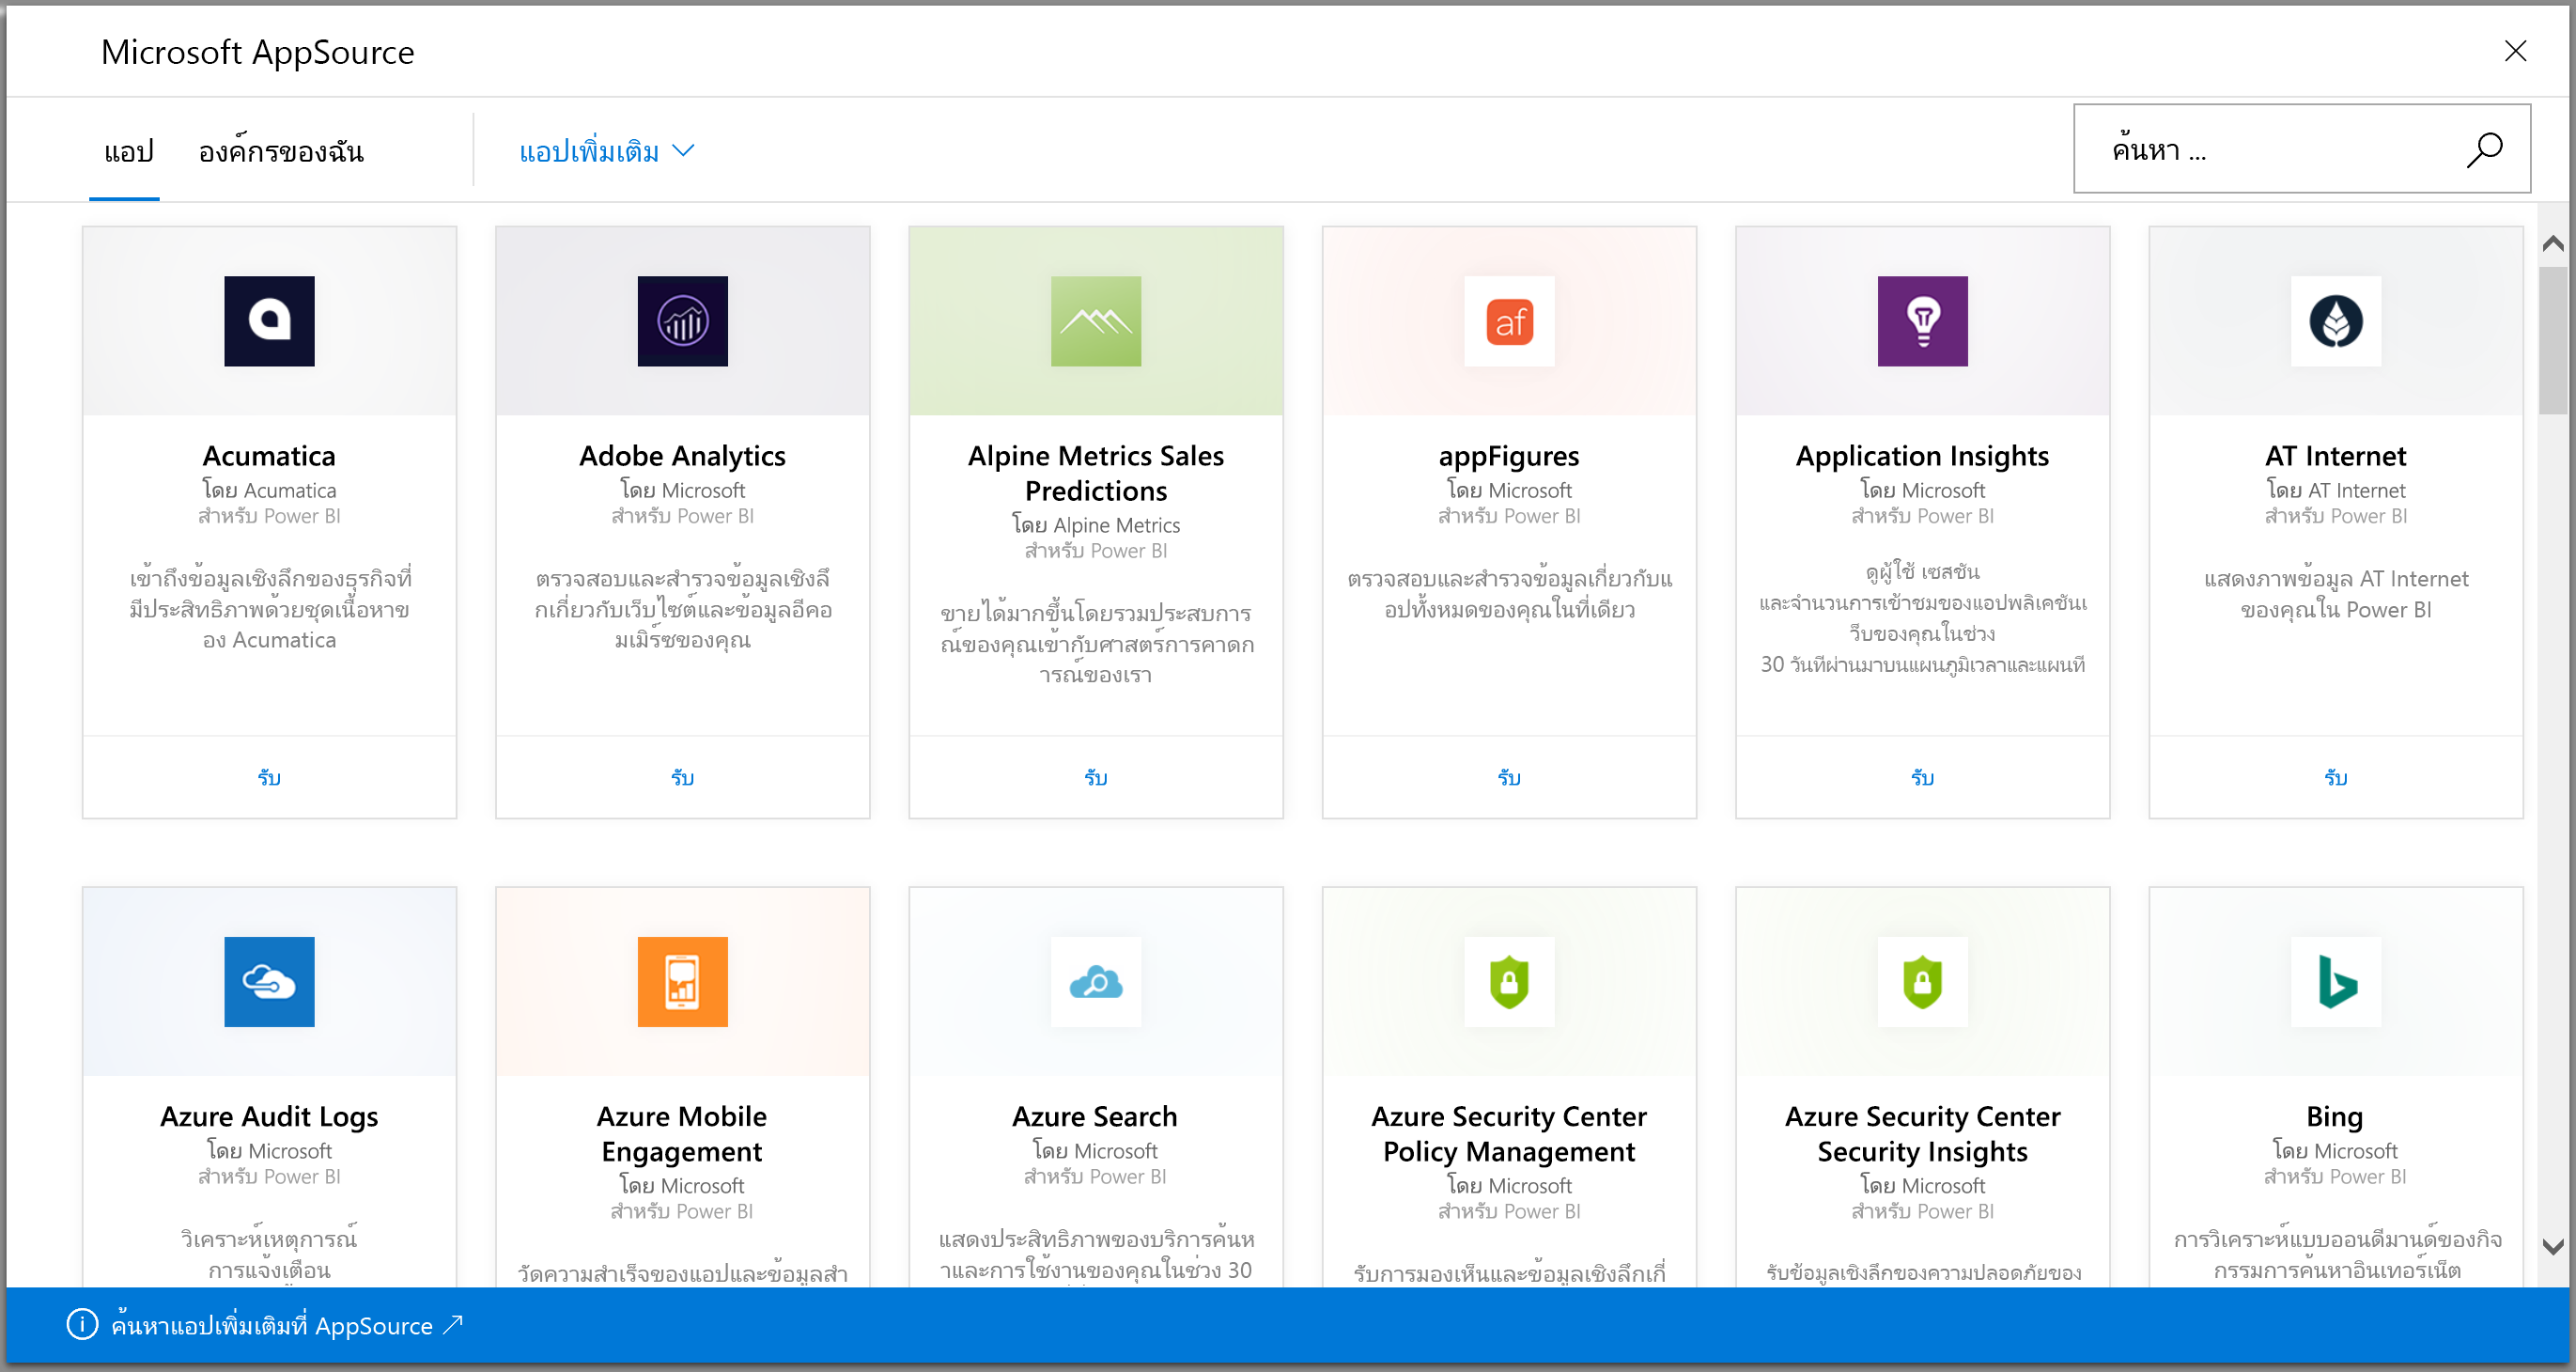 Microsoft AppSource
แอป
องค์กรของฉัน
แอปเพิ่มเติม
ค้นหา ...
af
Acumatica
โดย Acumatica
สำหรับ Power BI
เข้าถึงข้อมูลเชิงลึกของธุรกิจที่
มีประสิทธิภาพด้วยชุดเนื้อหาข
อง Acumatica
รับ
Adobe Analytics
โดย Microsoft
สำหรับ Power BI
ตรวจสอบและสำรวจข้อมูลเชิงลึ
กเกี่ยวกับเว็บไซต์และข้อมูลอีคอ
มเมิร์ซของคุณ
รับ
Alpine Metrics Sales
Predictions
โดย Alpine Metrics
สำหรับ Power BI
ขายได้มากขึ้นโดยรวมประสบการ
ณ์ของคุณเข้ากับศาสตร์การคาดก
ารณ์ของเรา
รับ
appFigures
โดย Microsoft
สำหรับ Power BI
ตรวจสอบและสำรวจข้อมูลเกี่ยวกับแ
อปทั้งหมดของคุณในที่เดียว
รับ
Application Insights
โดย Microsoft
สำหรับ Power BI
ดูผู้ใช้ เซสชัน
และจำนวนการเข้าชมของแอปพลิเคชันเ
ว็บของคุณในช่วง
30 วันที่ผ่านมาบนแผนภูมิเวลาและแผนที่
รับ
AT Internet
โดย AT Internet
สำหรับ Power BI
แสดงภาพข้อมูล AT Internet
ของคุณใน Power BI
รับ
Azure Audit Logs
โดย Microsoft
สำหรับ Power BI
วิเคราะห์เหตุการณ์
การแจ้งเตือน
Azure Mobile
Engagement
โดย Microsoft
สำหรับ Power BI
วัดความสำเร็จของแอปและข้อมูลสำ
Azure Search
โดย Microsoft
สำหรับ Power BI
แสดงประสิทธิภาพของบริการค้นห
าและการใช้งานของคุณในช่วง 30
Azure Security Center
Policy Management
โดย Microsoft
สำหรับ Power BI
รับการมองเห็นและข้อมูลเชิงลึกเกี่
Azure Security Center
Security Insights
โดย Microsoft
สำหรับ Power BI
รับข้อมูลเชิงลึกของความปลอดภัยของ
Bing
โดย Microsoft
สำหรับ Power BI
การวิเคราะห์แบบออนดีมานด์ของกิจ
กรรมการค้นหาอินเทอร์เน็ต
ค้นหาแอปเพิ่มเติมที่ AppSource